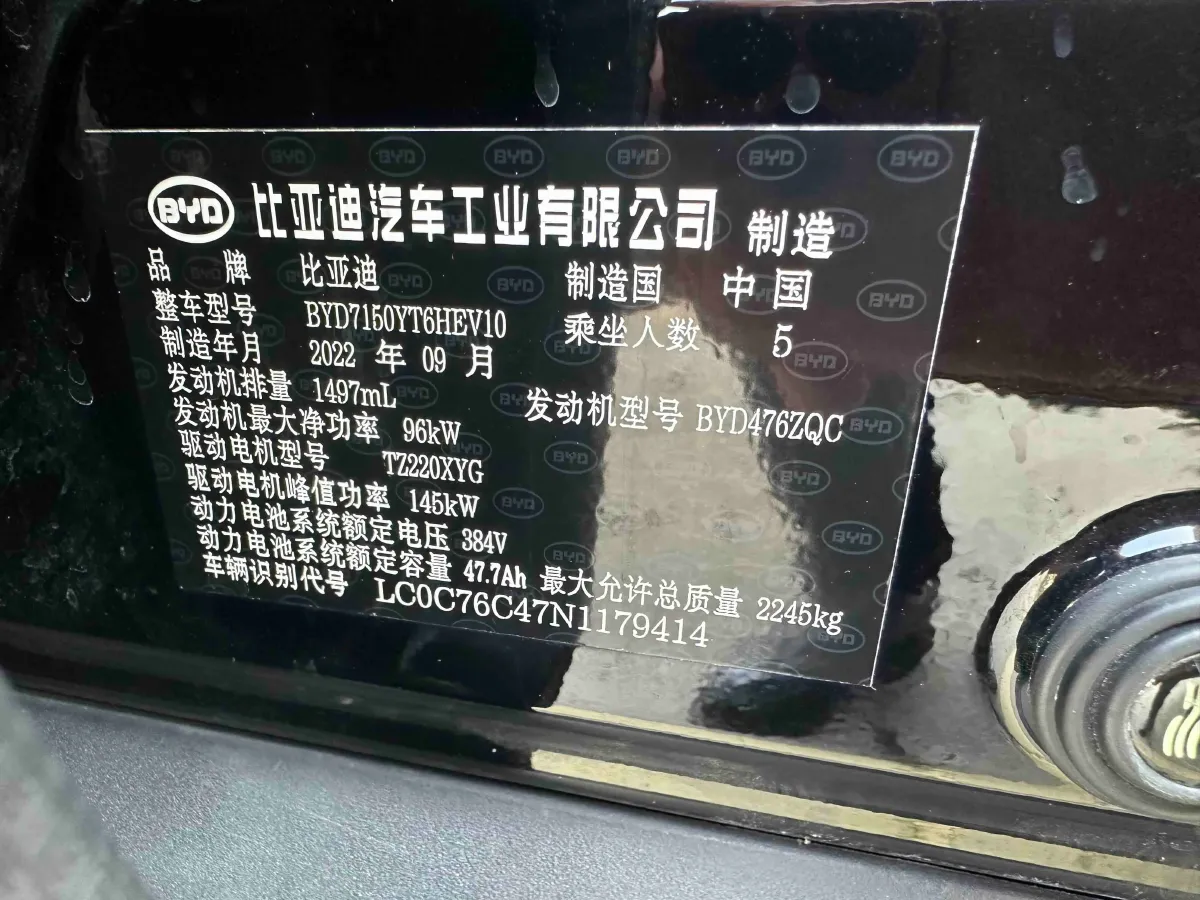 BYD 比亚迪汽车工业有限公司 制造
品 牌 比亚迪 制造国 中国
整车型号 BYD7150YT6HEV10 乘坐人数 5
制造年月 2022 年 09 月
发动机排量 1497mL 发动机型号 BYD476ZQC
发动机最大净功率 96kW
驱动电机型号 TZ220XYG
驱动电机峰值功率 145kW
动力电池系统额定电压 384V
动力电池系统额定容量 47.7Ah 最大允许总质量 2245kg
车辆识别代号 LC0C76C47N1179414